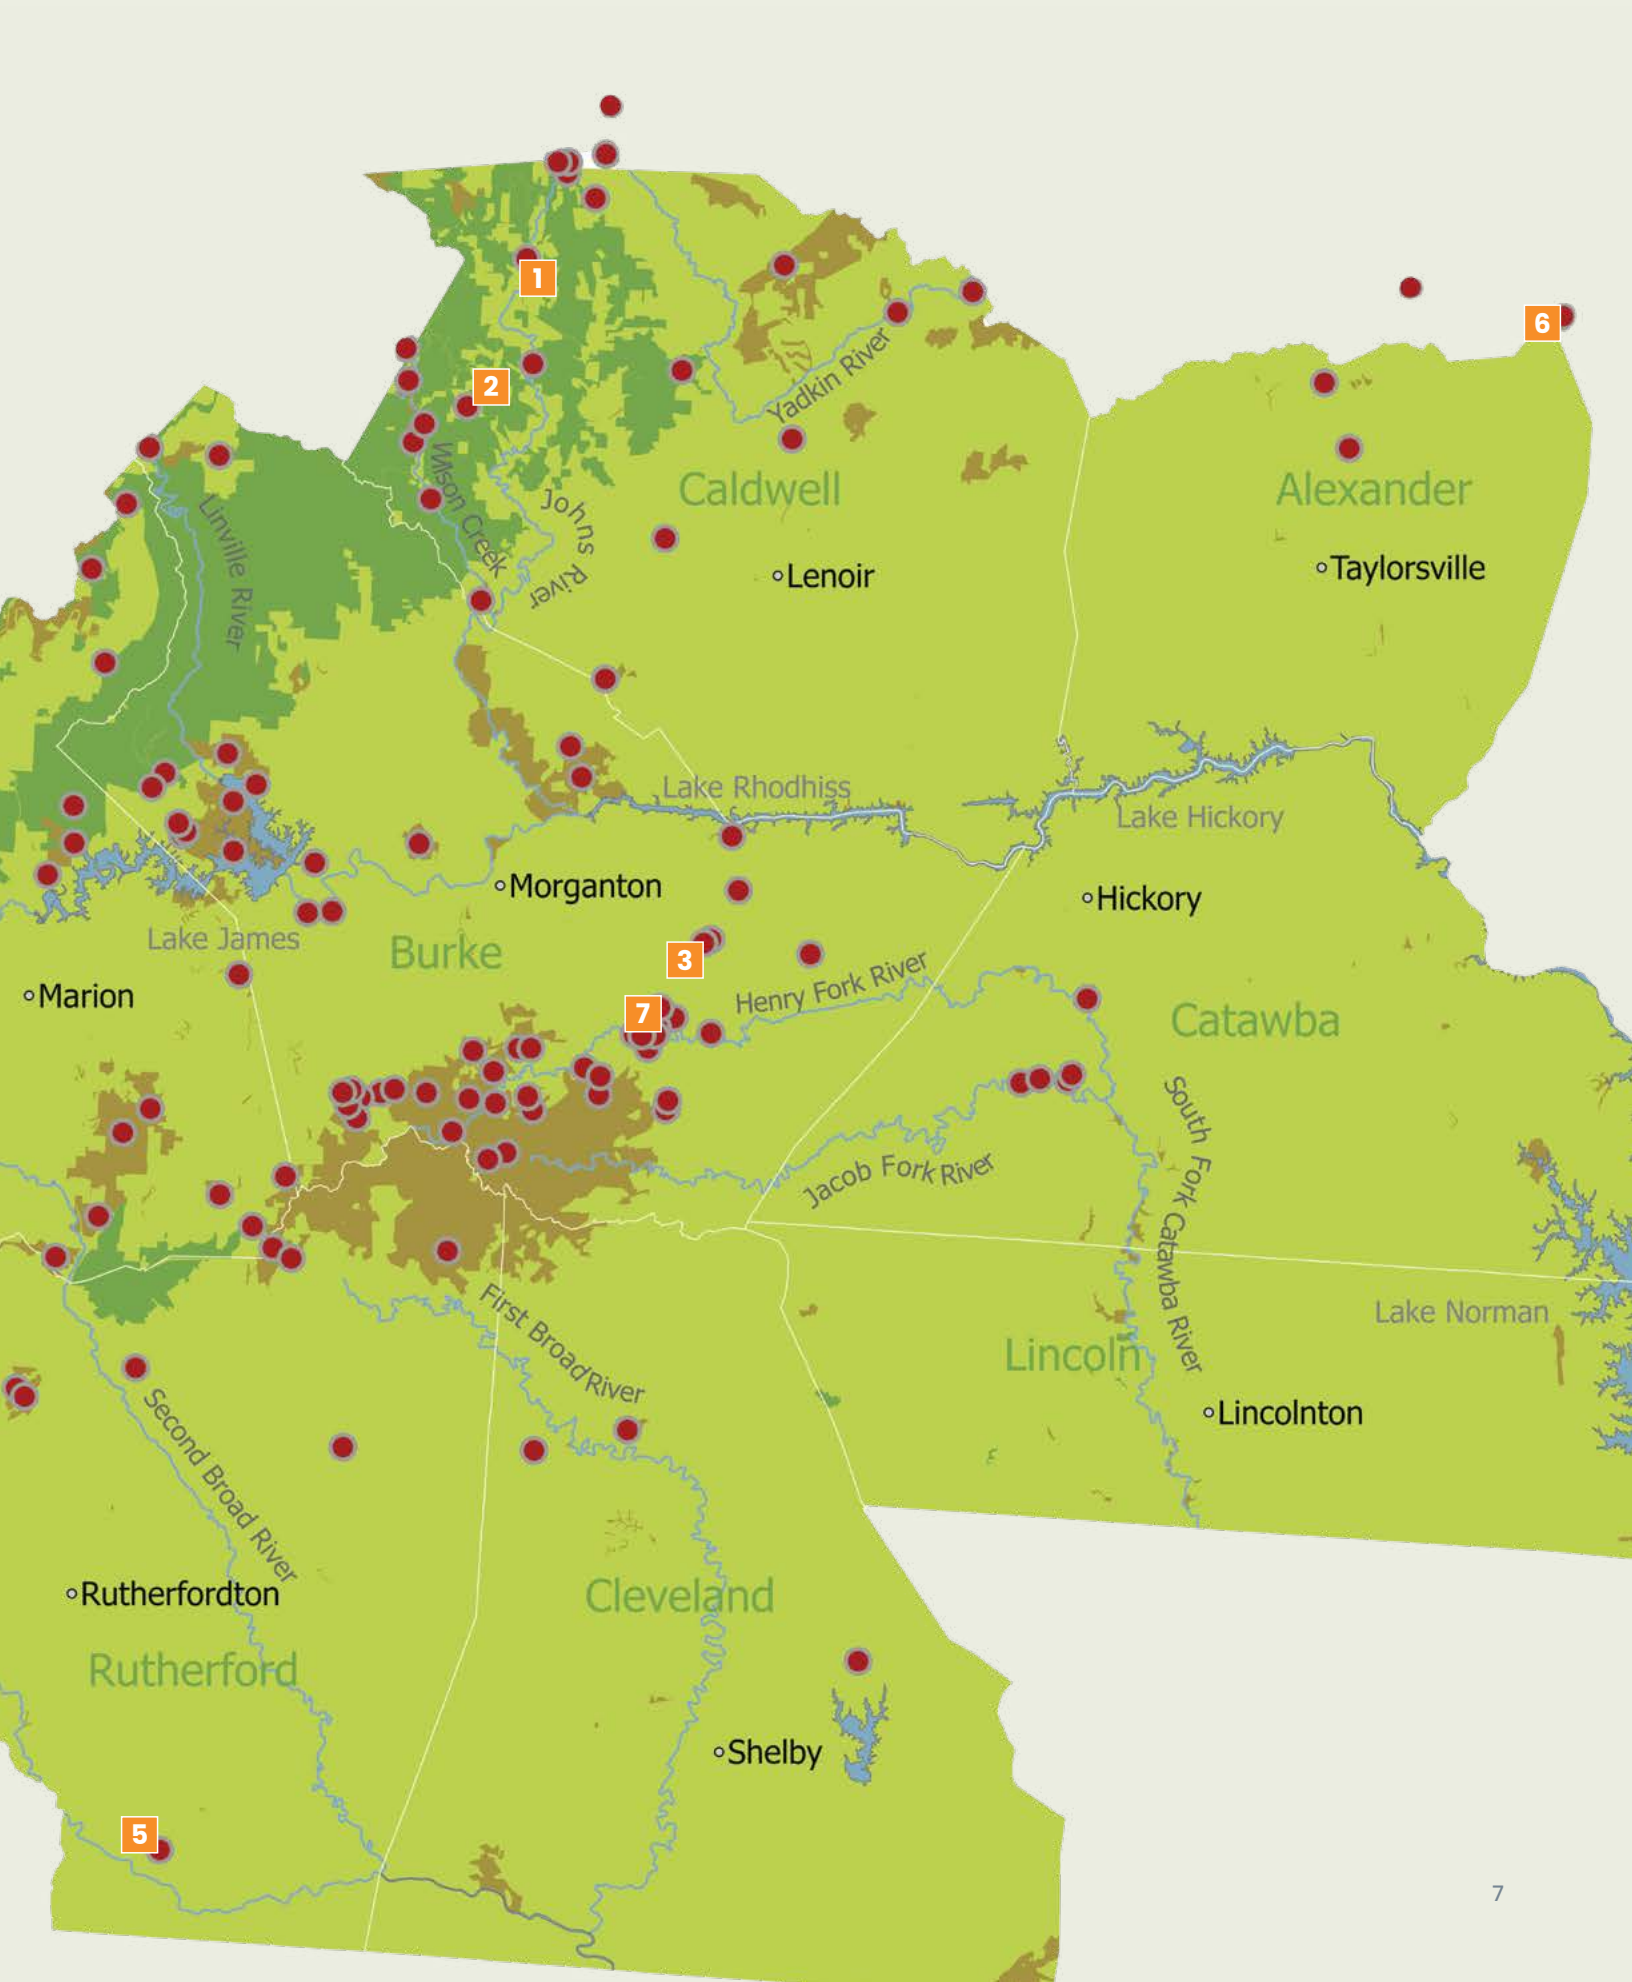 1
6
2
Yadkin River
Wilson Creek
Johns River
Caldwell
Alexander
Linville River
Lenoir
Taylorsville
Lake Rhodhiss
Lake Hickory
Morganton
Hickory
Lake James
Burke
3
Henry Fork River
Marion
7
Catawba
South Fork Catawba River
Jacob Fork River
First Broad River
Lake Norman
Lincoln
Second Broad River
Lincolnton
Rutherfordton
Cleveland
Rutherford
Shelby
5
7